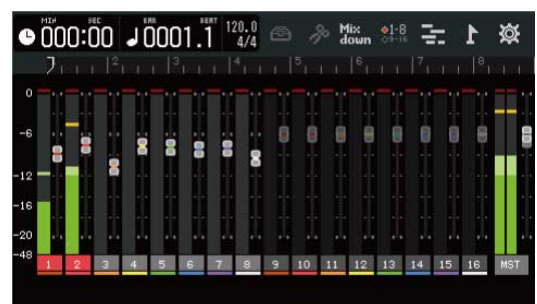 MIN SEC BAR BEAT
000:00 0001.1 120.0 4/4 Mix down 1-8 9-16
2 3 4 5 6 7 8
0
-6
-12
-16
-20
-48
1 2 3 4 5 6 7 8 9 10 11 12 13 14 15 16 MST